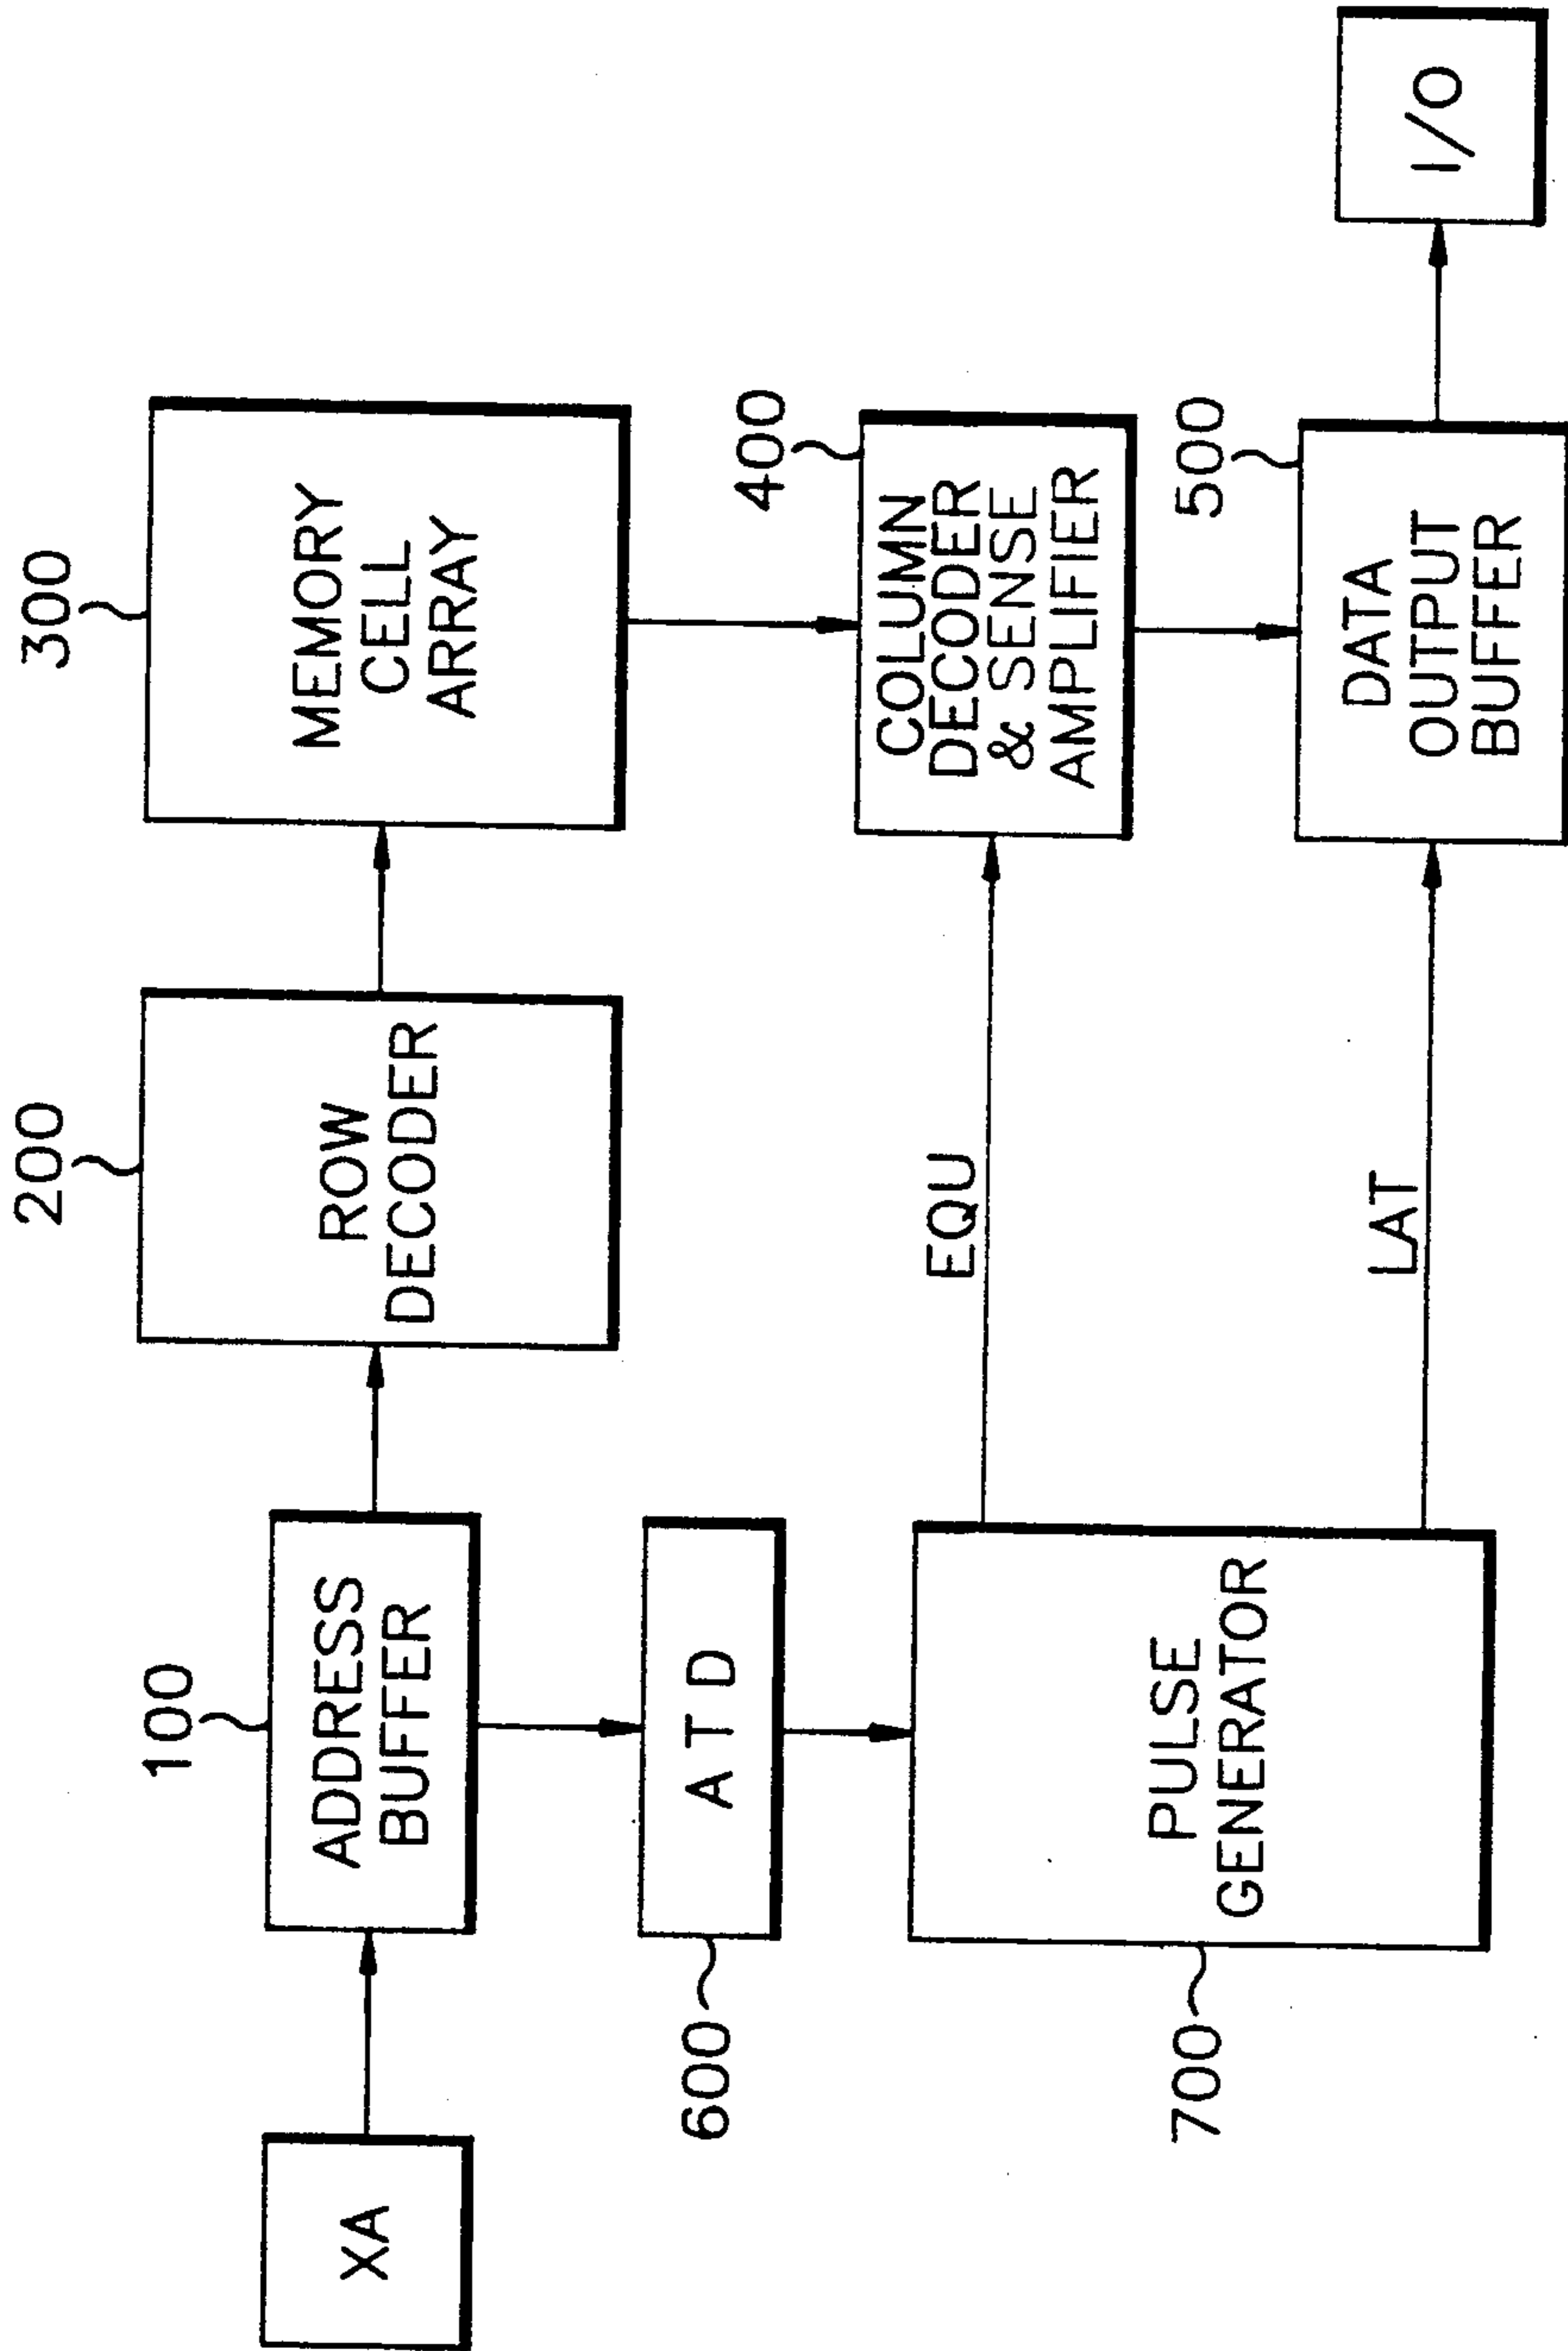 200
300
100
XA
ADDRESS
BUFFER
ROW
DECODER
MEMORY
CELL
ARRAY
600
A T D
400
700
PULSE
GENERATOR
EQU
COLUMN
DECODER
& SENSE
AMPLIFIER
LAT
500
DATA
OUTPUT
BUFFER
I/O